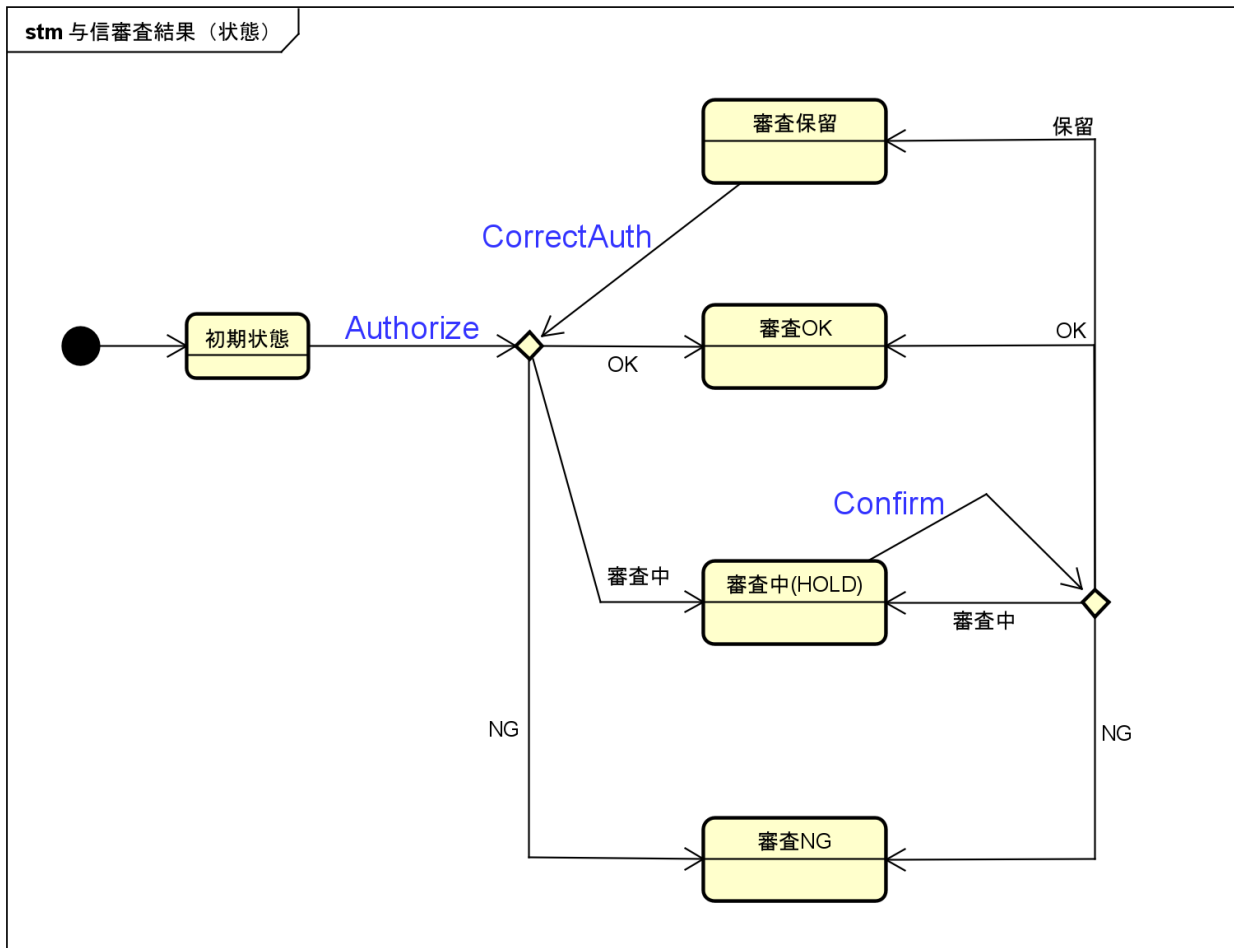 stm 与信審査結果（状態）
審査保留
保留
CorrectAuth
初期状態
Authorize
審査OK
OK
OK
Confirm
審査中
審査中(HOLD)
審査中
NG
NG
審査NG